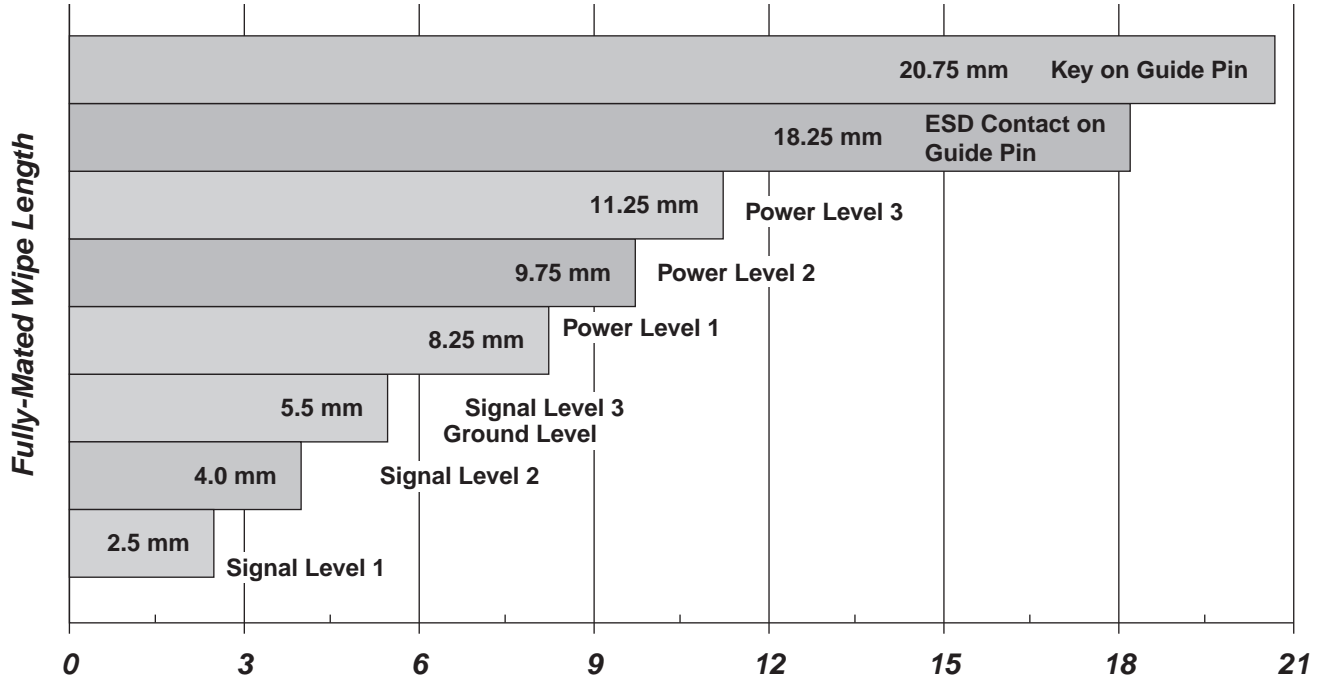 Fully-Mated Wipe Length
20.75 mm Key on Guide Pin
18.25 mm ESD Contact on
Guide Pin
11.25 mm Power Level 3
9.75 mm Power Level 2
8.25 mm Power Level 1
5.5 mm Signal Level 3
Ground Level
4.0 mm Signal Level 2
2.5 mm Signal Level 1
0 3 6 9 12 15 18 21